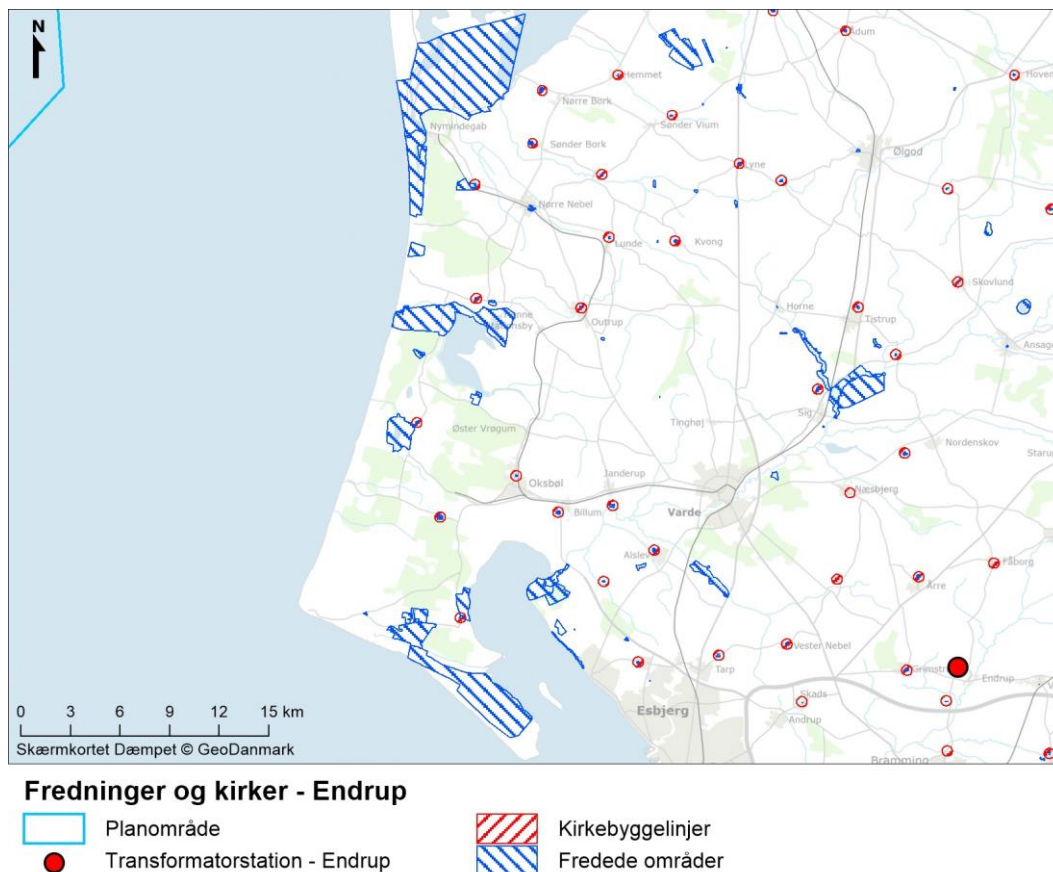 N
Ådum
Hemmet
Nørre Bork
Nymindegab
Sønder Vium
Sønder Bork
Ølgod
Lyne
Nørre Nebel
Lunde
Kvong
Skovlund
Horne
Outrup
Tistrup
Ansager
Øster Vrøgum
Tinghøj
Sig
Nordenskov
Starup
Oksbøl
Janderup
Næsbjerg
Billum
Varde
Alslev
Fåborg
Årre
Vester Nebel
Tarp
Endrup
Esbjerg
Skads
Andrup
Bramming
0 3 6 9 12 15 km
Skærmkortet Dæmpet © GeoDanmark
Fredninger og kirker - Endrup
Planområde
Kirkebyggelinjer
Transformatorstation - Endrup
Fredede områder